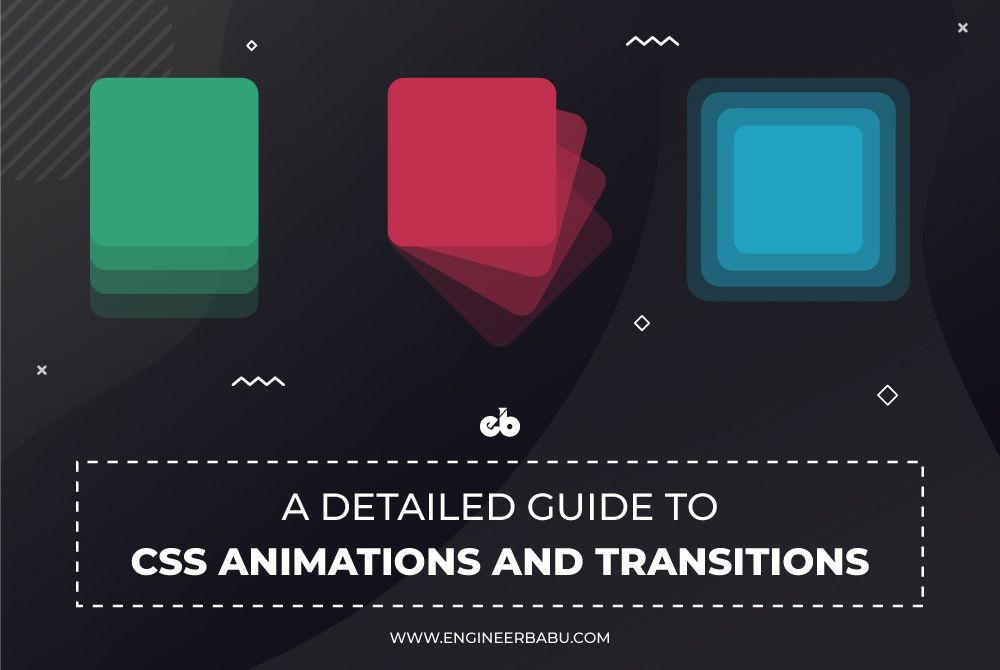 eb
A DETAILED GUIDE TO
CSS ANIMATIONS AND TRANSITIONS
WWW.ENGINEERBABU.COM